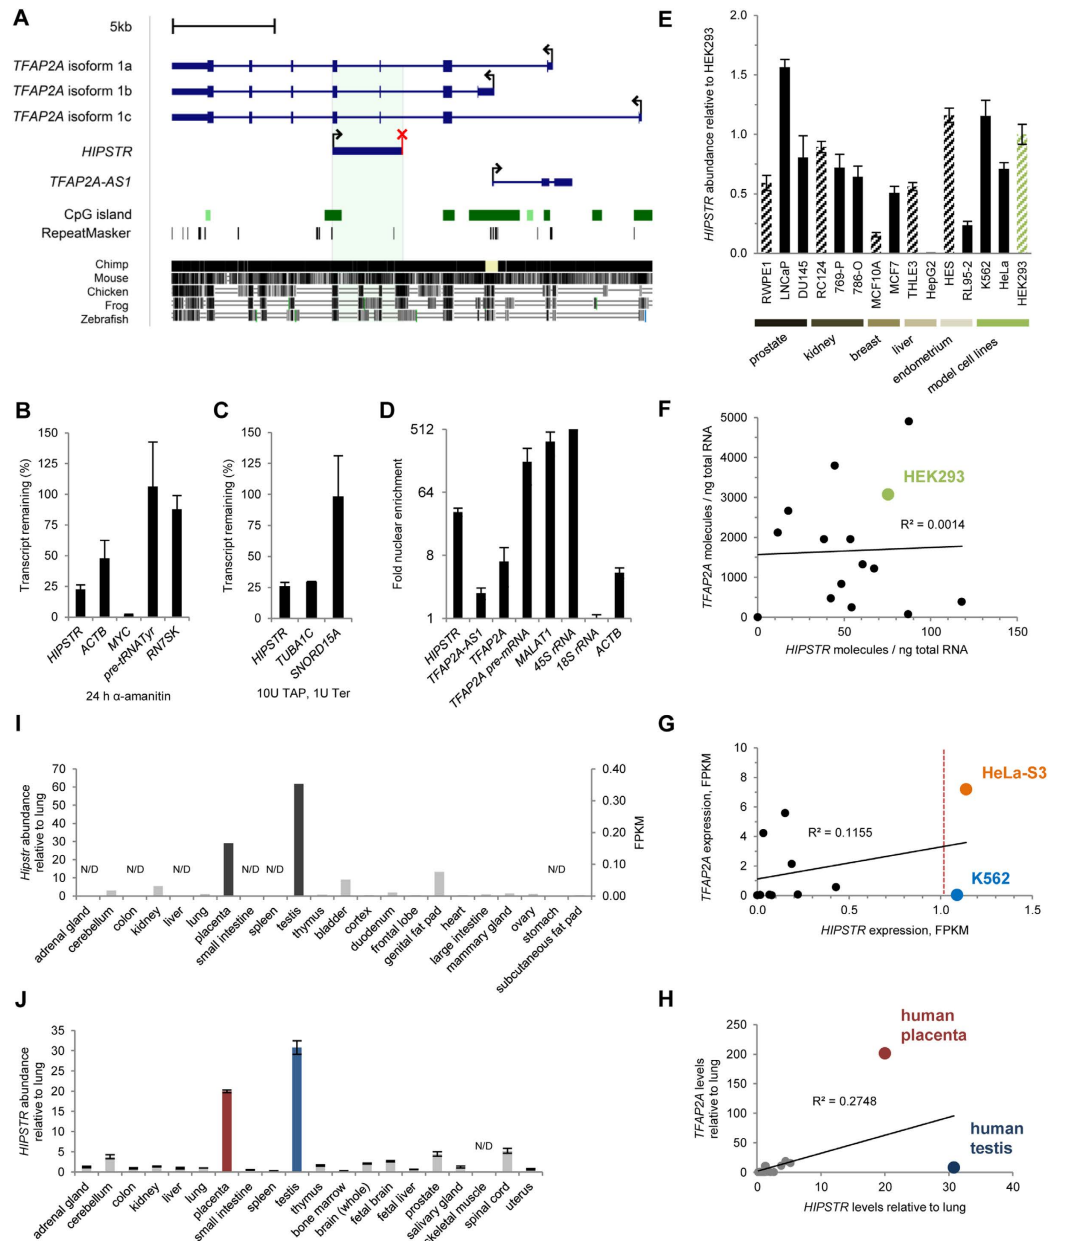 A
5kb
TFAP2A isoform 1a
TFAP2A isoform 1b
TFAP2A isoform 1c
HIPSTR
TFAP2A-AS1
CpG island
RepeatMasker
Chimp
Mouse
Chicken
Frog
Zebrafish
E
HIPSTR abundance relative to HEK293
2.0
1.5
1.0
0.5
0.0
RWPE1
LNCaP
DU145
RC124
769-P
786-O
MCF10A
MCF7
THLE3
HepG2
HES
RL95-2
K562
HeLa
HEK293
prostate
kidney
breast
liver
endometrium
model cell lines
B
Transcript remaining (%)
150
125
100
75
50
25
0
HIPSTR
ACTB
MYC
pre-tRNATyr
RN7SK
24 h α-amanitin
C
Transcript remaining (%)
150
125
100
75
50
25
0
HIPSTR
TUBA1C
SNORD15A
10U TAP, 1U Ter
D
Fold nuclear enrichment
512
64
8
1
HIPSTR
TFAP2A-AS1
TFAP2A
TFAP2A pre-mRNA
MALAT1
45S rRNA
18S rRNA
ACTB
F
TFAP2A molecules / ng total RNA
5000
4000
3000
2000
1000
0
HEK293
R² = 0.0014
0
50
100
150
HIPSTR molecules / ng total RNA
I
Hipstr abundance
relative to lung
70
60
50
40
30
20
10
0
N/D
N/D
N/D
N/D
N/D
N/D
0.40
0.30
0.20
0.10
0.00
FPKM
adrenal gland
cerebellum
colon
kidney
liver
lung
placenta
small intestine
spleen
testis
thymus
bladder
cortex
duodenum
frontal lobe
genital fat pad
heart
large intestine
mammary gland
ovary
stomach
subcutaneous fat pad
G
TFAP2A expression, FPKM
10
8
6
4
2
0
HeLa-S3
R² = 0.1155
K562
0.0
0.5
1.0
1.5
HIPSTR expression, FPKM
J
HIPSTR abundance
relative to lung
35
30
25
20
15
10
5
0
N/D
adrenal gland
cerebellum
colon
kidney
liver
lung
placenta
small intestine
spleen
testis
thymus
bone marrow
brain (whole)
fetal brain
fetal liver
prostate
salivary gland
skeletal muscle
spinal cord
uterus
H
TFAP2A levels
relative to lung
250
200
150
100
50
0
human
placenta
R² = 0.2748
human
testis
0
10
20
30
40
HIPSTR levels relative to lung